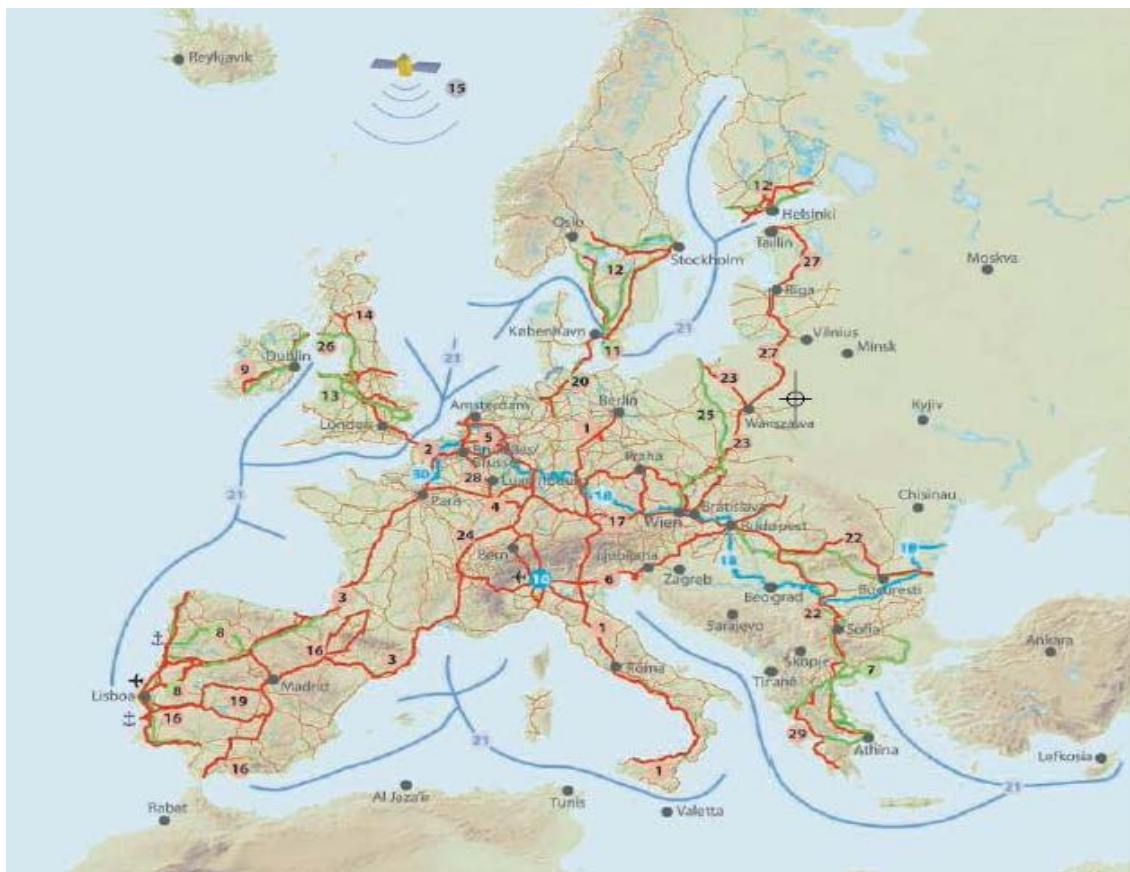 Reykjavik
15
12
Helsinki
Oslo
Tallin
Stockholm
27
Moskva
12
Riga
14
21
København
Vilnius
26
21
11
Minsk
Dublin
27
9
20
23
13
Amsterdam
Berlin
25
Warszawa
Kyjiv
London
5
1
2
23
Praha
30
28
Paris
18
Chisinau
4
Bratislava
21
17
Wien
Budapest
24
22
18
Bern
Ljubljana
18
10
6
Zagreb
Beograd
Bucuresti
3
22
8
1
Sarajevo
Sofia
16
Ankara
3
Roma
Skopje
7
Tiranë
8
Madrid
Lisboa
19
16
29
21
Athina
Lefkosia
16
1
21
Al Jaza'ir
Tunis
Rabat
Valetta